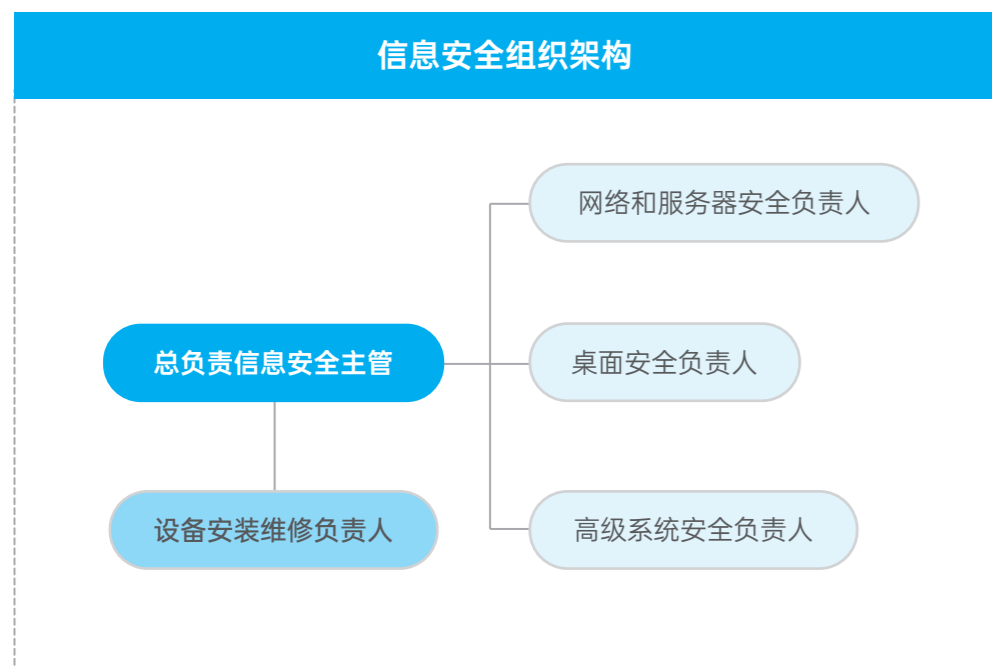 信息安全组织架构
网络和服务器安全负责人
总负责信息安全主管
桌面安全负责人
设备安装维修负责人
高级系统安全负责人